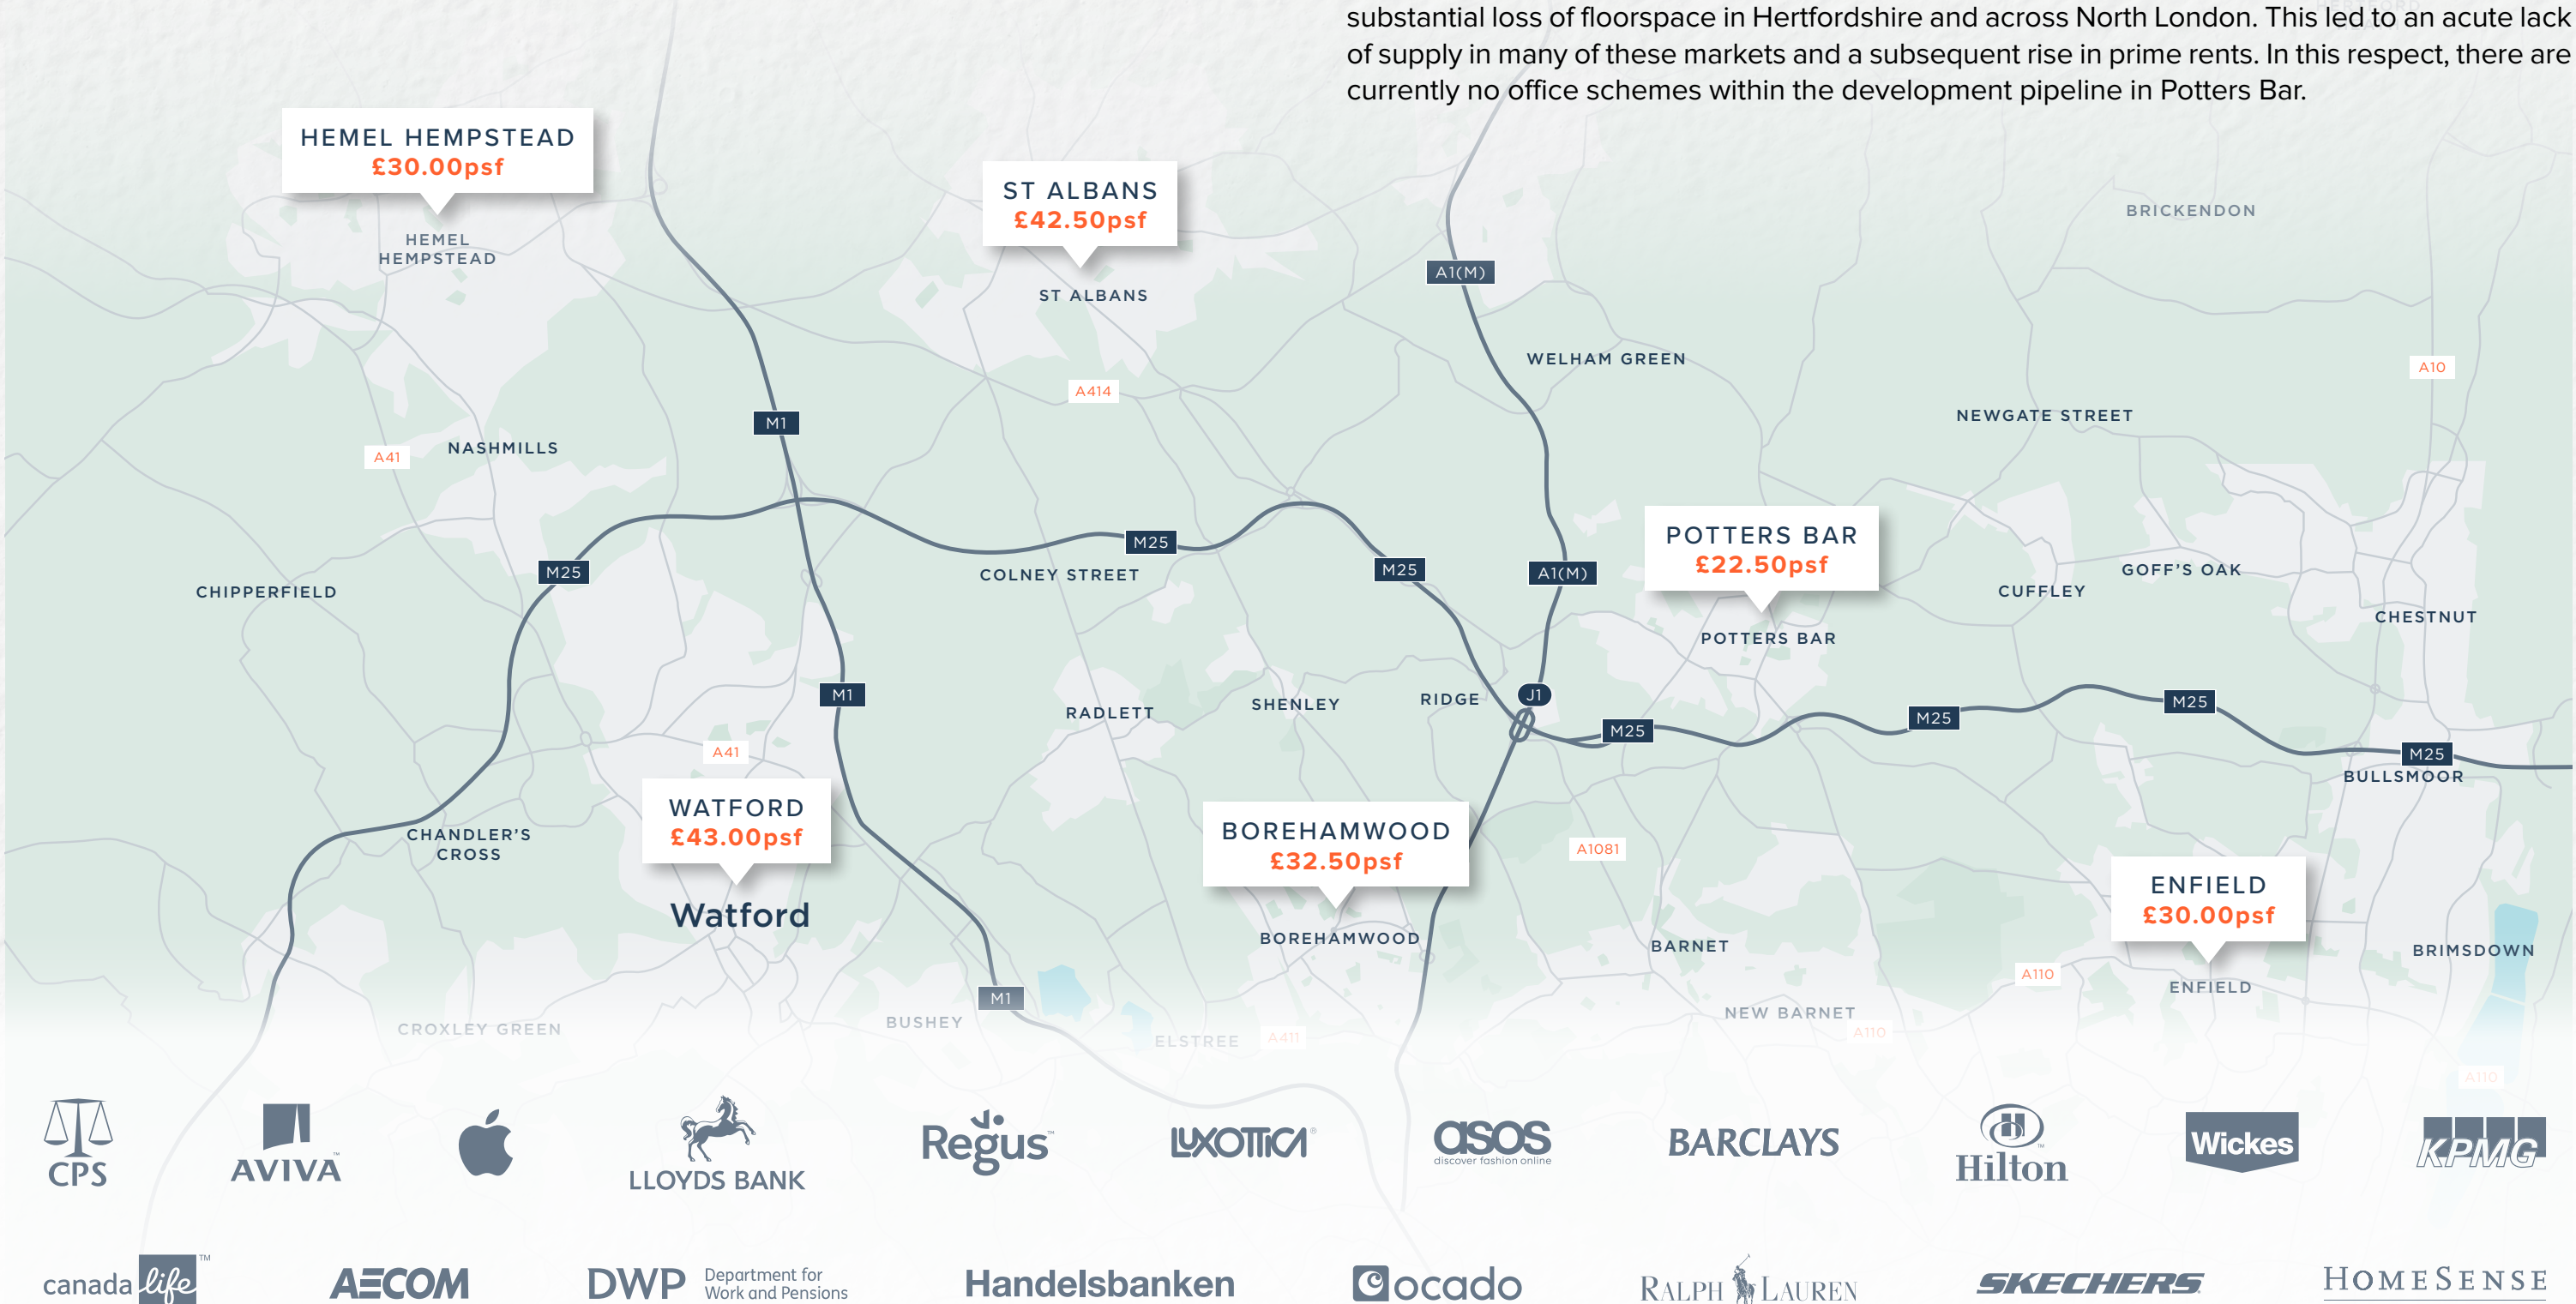 substantial loss of floorspace in Hertfordshire and across North London. This led to an acute lack
of supply in many of these markets and a subsequent rise in prime rents. In this respect, there are
currently no office schemes within the development pipeline in Potters Bar.
HEMEL HEMPSTEAD
£30.00psf
HEMEL
HEMPSTEAD
ST ALBANS
£42.50psf
ST ALBANS
BRICKENDON
A1(M)
WELHAM GREEN
A10
A414
NEWGATE STREET
M1
NASHMILLS
A41
POTTERS BAR
£22.50psf
POTTERS BAR
M25
M25
M25
A1(M)
COLNEY STREET
CHIPPERFIELD
GOFF'S OAK
CUFFLEY
CHESTNUT
M1
RADLETT
SHENLEY
RIDGE
J1
M25
M25
M25
M25
BULLSMOOR
A41
WATFORD
£43.00psf
Watford
CHANDLER'S
CROSS
BOREHAMWOOD
£32.50psf
BOREHAMWOOD
A1081
BARNET
ENFIELD
£30.00psf
ENFIELD
BRIMSDOWN
A110
M1
NEW BARNET
A110
BUSHEY
CROXLEY GREEN
ELSTREE
A411
A110
CPS
AVIVA™
LLOYDS BANK
Regus™
LUXOTTICA®
asos
discover fashion online
BARCLAYS
Hilton™
Wickes
KPMG
canada life™
AECOM
DWP Department for
Work and Pensions
Handelsbanken
ocado
RALPH LAUREN
SKECHERS
HOMESENSE